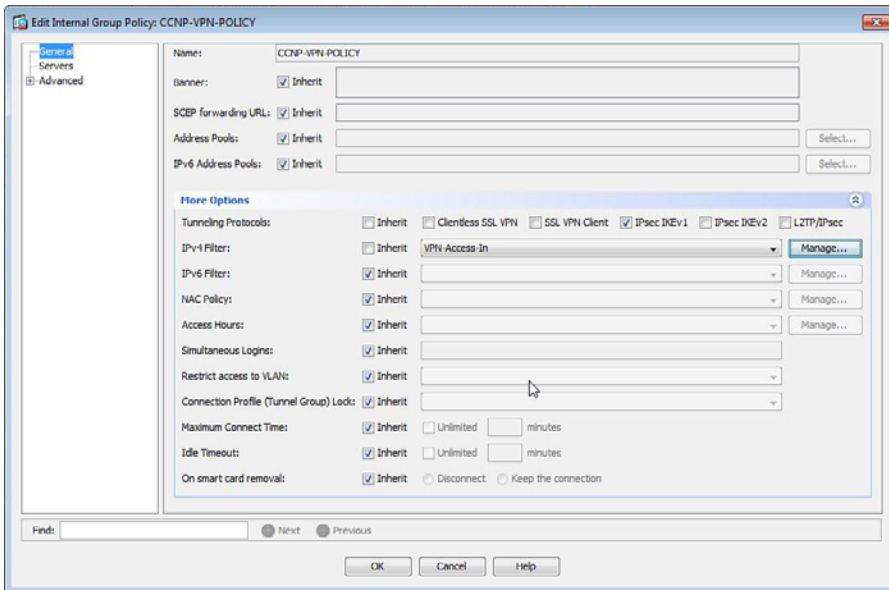 Edit Internal Group Policy: CCNP-VPN-POLICY
General
Servers
Advanced
Name: CCNP-VPN-POLICY
Banner: Inherit
SCEP forwarding URL: Inherit
Address Pools: Inherit Select...
IPv6 Address Pools: Inherit Select...
More Options
Tunneling Protocols: Inherit Clientless SSL VPN SSL VPN Client IPsec IKEv1 IPsec IKEv2 L2TP/IPsec
IPv4 Filter: Inherit VPN-Access-In Manage...
IPv6 Filter: Inherit Manage...
NAC Policy: Inherit Manage...
Access Hours: Inherit Manage...
Simultaneous Logins: Inherit
Restrict access to VLAN: Inherit
Connection Profile (Tunnel Group) Lock: Inherit
Maximum Connect Time: Inherit Unlimited minutes
Idle Timeout: Inherit Unlimited minutes
On smart card removal: Inherit Disconnect Keep the connection
Find: Next Previous
OK Cancel Help